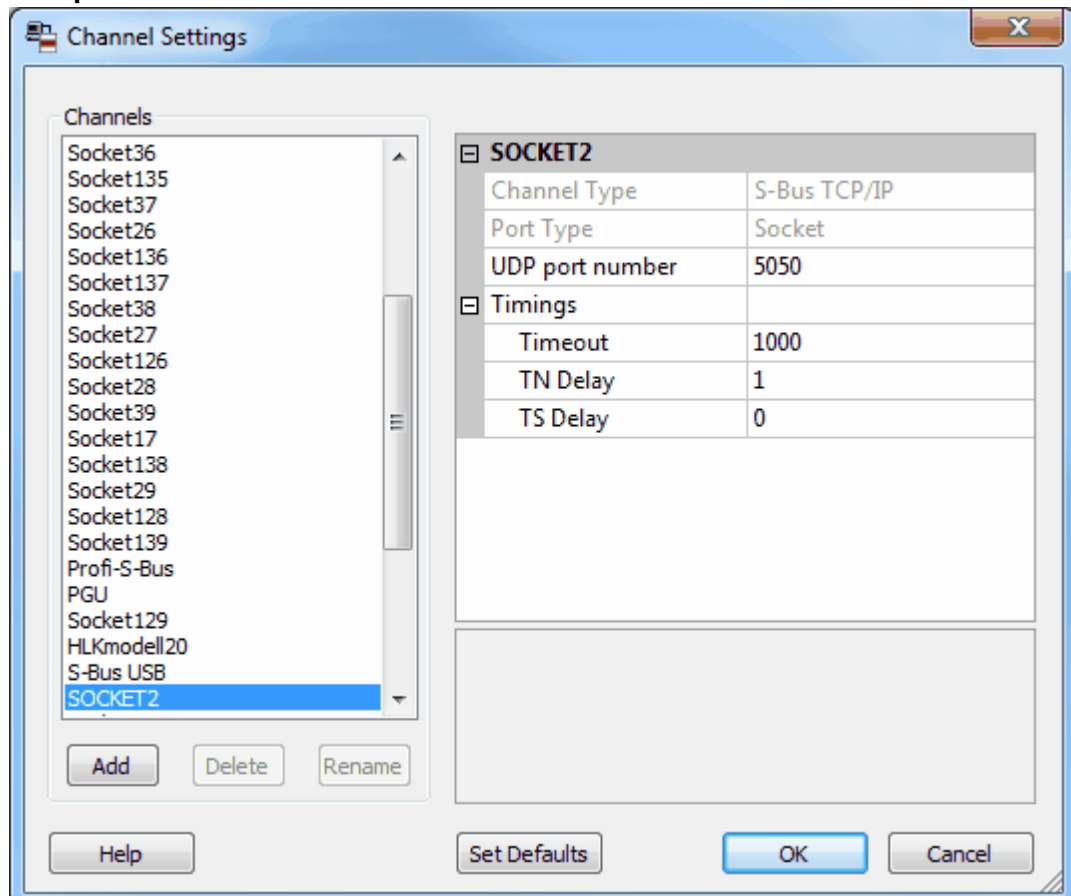 Channel Settings
Channels
Socket36
Socket135
Socket37
Socket26
Socket136
Socket137
Socket38
Socket27
Socket126
Socket28
Socket39
Socket17
Socket138
Socket29
Socket128
Socket139
Profi-S-Bus
PGU
Socket129
HLKmodell20
S-Bus USB
SOCKET2
Add Delete Rename
SOCKET2
Channel Type S-Bus TCP/IP
Port Type Socket
UDP port number 5050
Timings
Timeout 1000
TN Delay 1
TS Delay 0
Help Set Defaults OK Cancel